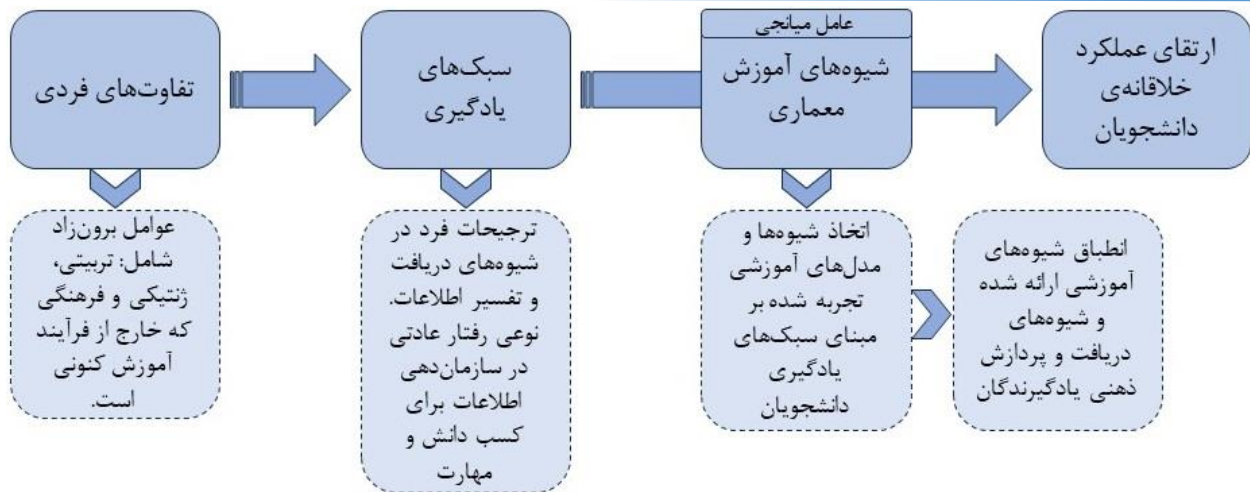 تفاوت‌های فردی
سبک‌های
یادگیری
عامل میانجی
شیوه‌های آموزش
معماری
ارتقای عملکرد
خلاقانه‌ی
دانشجویان
عوامل برون‌زاد
شامل: تربیتی،
ژنتیکی و فرهنگی
که خارج از فرآیند
آموزش کنونی
است.
ترجیحات فرد در
شیوه‌های دریافت
و تفسیر اطلاعات.
نوعی رفتار عادتی
در سازمان‌دهی
اطلاعات برای
کسب دانش و
مهارت
اتخاذ شیوه‌ها و
مدل‌های آموزشی
تجربه شده بر
مبنای سبک‌های
یادگیری
دانشجویان
انطباق شیوه‌های
آموزشی ارائه شده
و شیوه‌های
دریافت و پردازش
ذهنی یادگیرندگان